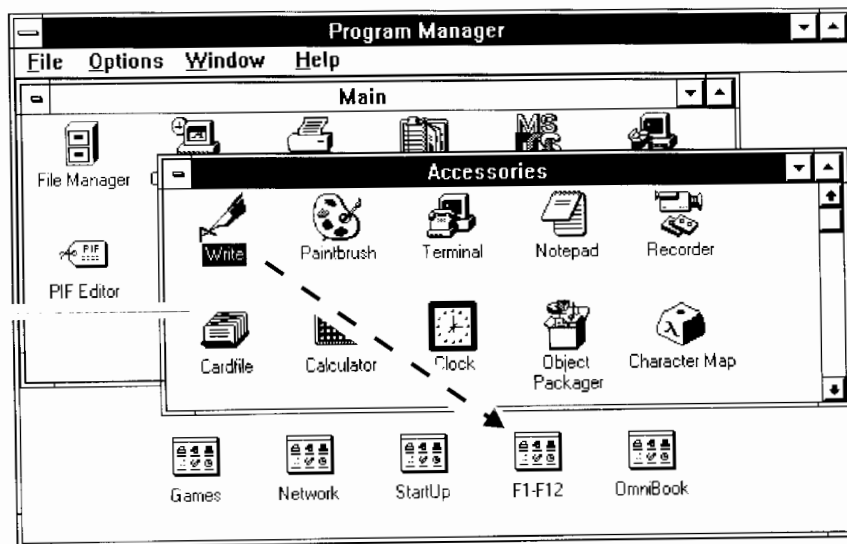 Program Manager
File Options Window Help
Main
File Manager
PIF Editor
Accessories
Write Paintbrush Terminal Notepad Recorder
Cardfile Calculator Clock Object Packager Character Map
Games Network StartUp F1-F12 OmniBook